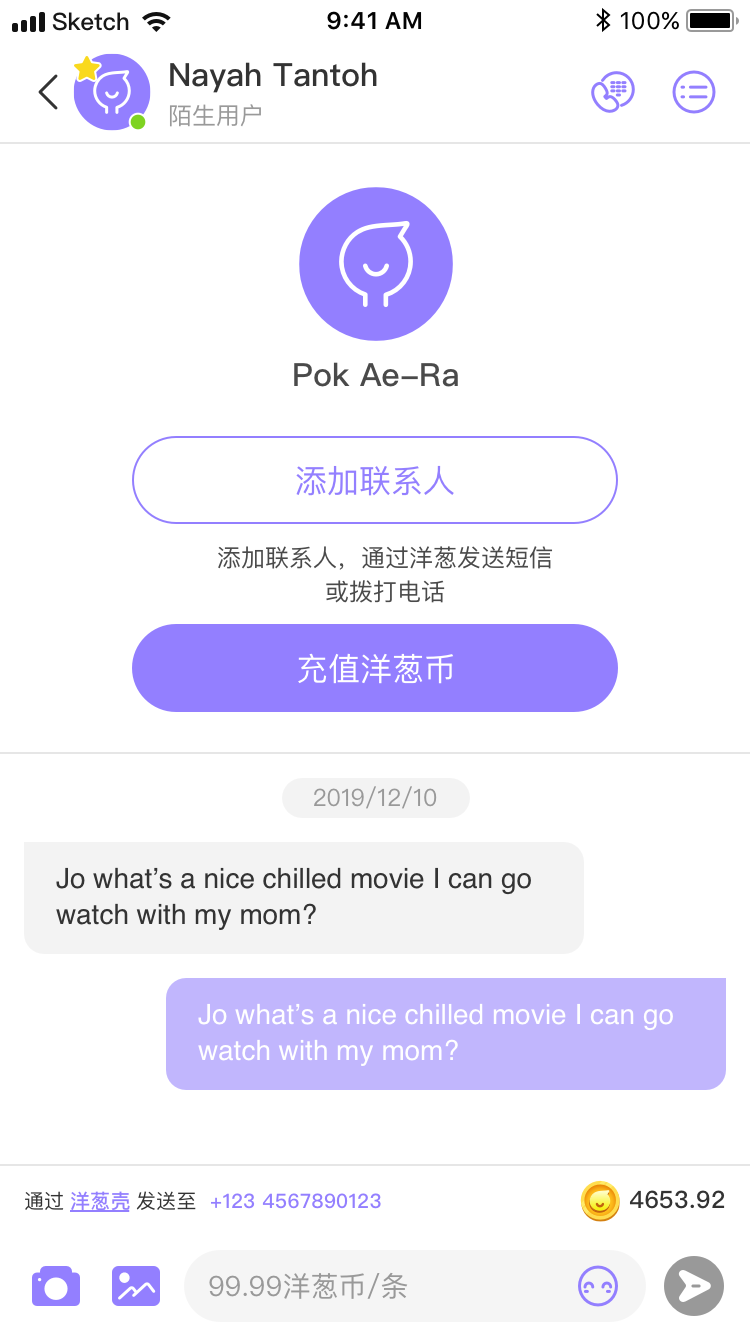 Sketch 9:41 AM 100%
Nayah Tantoh
陌生用户
Pok Ae-Ra
添加联系人
添加联系人，通过洋葱发送短信
或拨打电话
充值洋葱币
2019/12/10
Jo what’s a nice chilled movie I can go
watch with my mom?
Jo what’s a nice chilled movie I can go
watch with my mom?
通过 洋葱壳 发送至 +123 4567890123 4653.92
99.99洋葱币/条